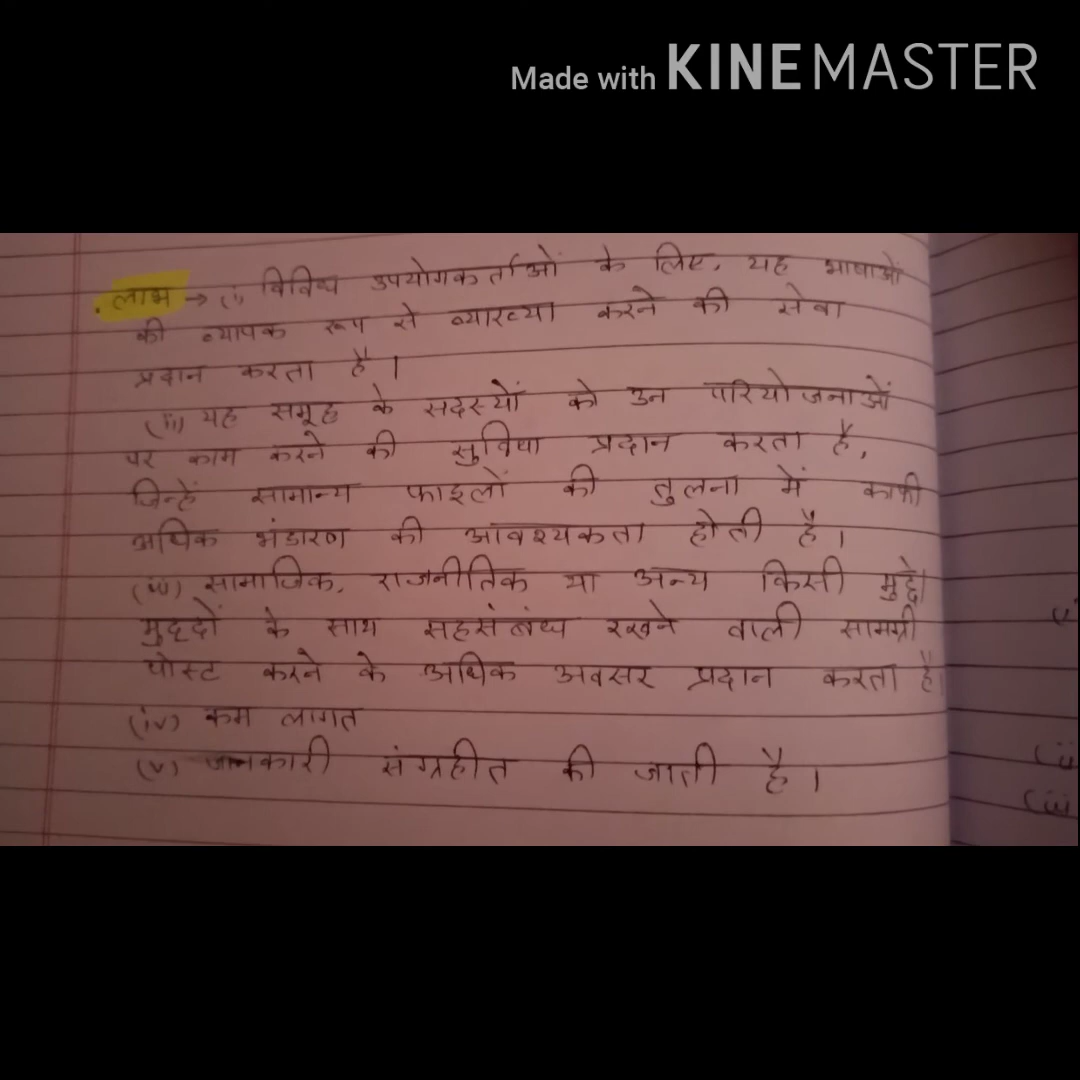 Made with KINEMASTER
लाभ → (i) विविध उपयोगकर्ताओं के लिए, यह भाषाओं
की व्यापक रूप से व्याख्या करने की सेवा
प्रदान करता है।
(ii) यह समूह के सदस्यों को उन परियोजनाओं
पर काम करने की सुविधा प्रदान करता है,
जिन्हें सामान्य फाइलों की तुलना में काफी
अधिक भंडारण की आवश्यकता होती है।
(iii) सामाजिक, राजनीतिक या अन्य किसी मुद्दे
मुद्दों के साथ सहसंबंध रखने वाली सामग्री
पोस्ट करने के अधिक अवसर प्रदान करता है।
(iv) कम लागत
(v) जानकारी संग्रहीत की जाती है।
(ii
(iii